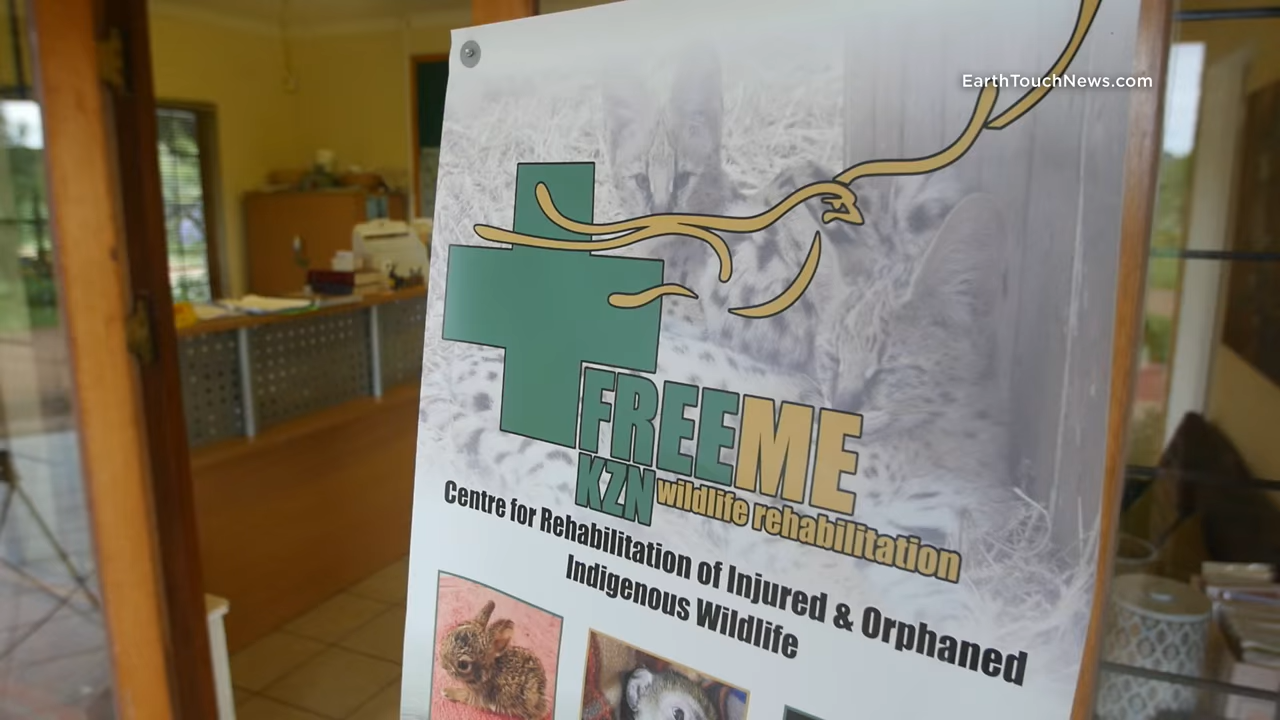 EarthTouchNews.com
FREEME
KZN wildlife rehabilitation
Centre for Rehabilitation of Injured & Orphaned
Indigenous Wildlife